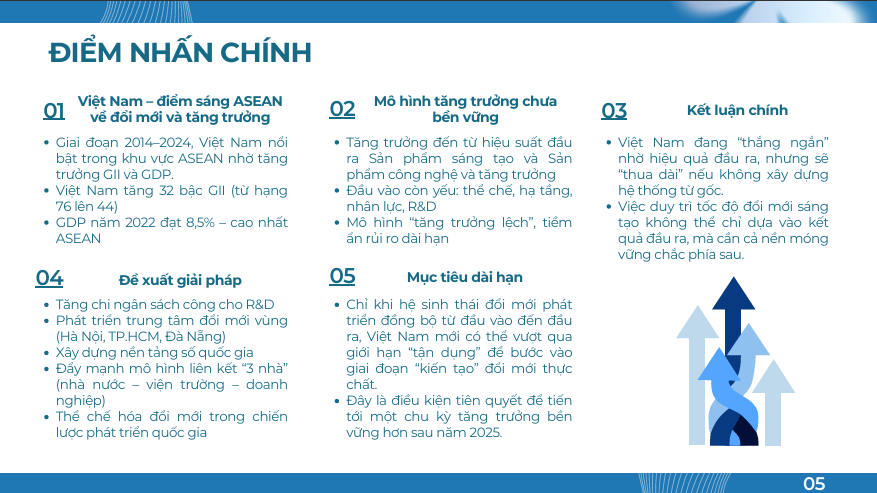 ĐIỂM NHẤN CHÍNH
01
Việt Nam – điểm sáng ASEAN
về đổi mới và tăng trưởng
• Giai đoạn 2014–2024, Việt Nam nổi
bật trong khu vực ASEAN nhờ tăng
trưởng GII và GDP.
• Việt Nam tăng 32 bậc GII (từ hạng
76 lên 44)
• GDP năm 2022 đạt 8,5% – cao nhất
ASEAN
02
Mô hình tăng trưởng chưa
bền vững
• Tăng trưởng đến từ hiệu suất đầu
ra Sản phẩm sáng tạo và Sản
phẩm công nghệ và tăng trưởng
• Đầu vào còn yếu: thể chế, hạ tầng,
nhân lực, R&D
• Mô hình “tăng trưởng lệch”, tiềm
ẩn rủi ro dài hạn
03
Kết luận chính
• Việt Nam đang “thắng ngắn”
nhờ hiệu quả đầu ra, nhưng sẽ
“thua dài” nếu không xây dựng
hệ thống từ gốc.
• Việc duy trì tốc độ đổi mới sáng
tạo không thể chỉ dựa vào kết
quả đầu ra, mà cần cả nền móng
vững chắc phía sau.
04
Đề xuất giải pháp
• Tăng chi ngân sách công cho R&D
• Phát triển trung tâm đổi mới vùng
(Hà Nội, TP.HCM, Đà Nẵng)
• Xây dựng nền tảng số quốc gia
• Đẩy mạnh mô hình liên kết “3 nhà”
(nhà nước – viện trường – doanh
nghiệp)
• Thể chế hóa đổi mới trong chiến
lược phát triển quốc gia
05
Mục tiêu dài hạn
• Chỉ khi hệ sinh thái đổi mới phát
triển đồng bộ từ đầu vào đến đầu
ra, Việt Nam mới có thể vượt qua
giới hạn “tận dụng” để bước vào
giai đoạn “kiến tạo” đổi mới thực
chất.
• Đây là điều kiện tiên quyết để tiến
tới một chu kỳ tăng trưởng bền
vững hơn sau năm 2025.
05